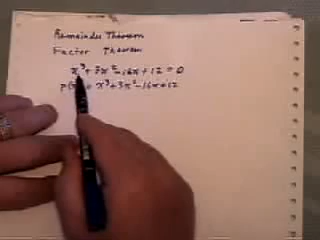 Remainder Theorem
Factor Theorem
x³ + 3x² - 16x + 12 = 0
P(x) = x³ + 3x² - 16x + 12